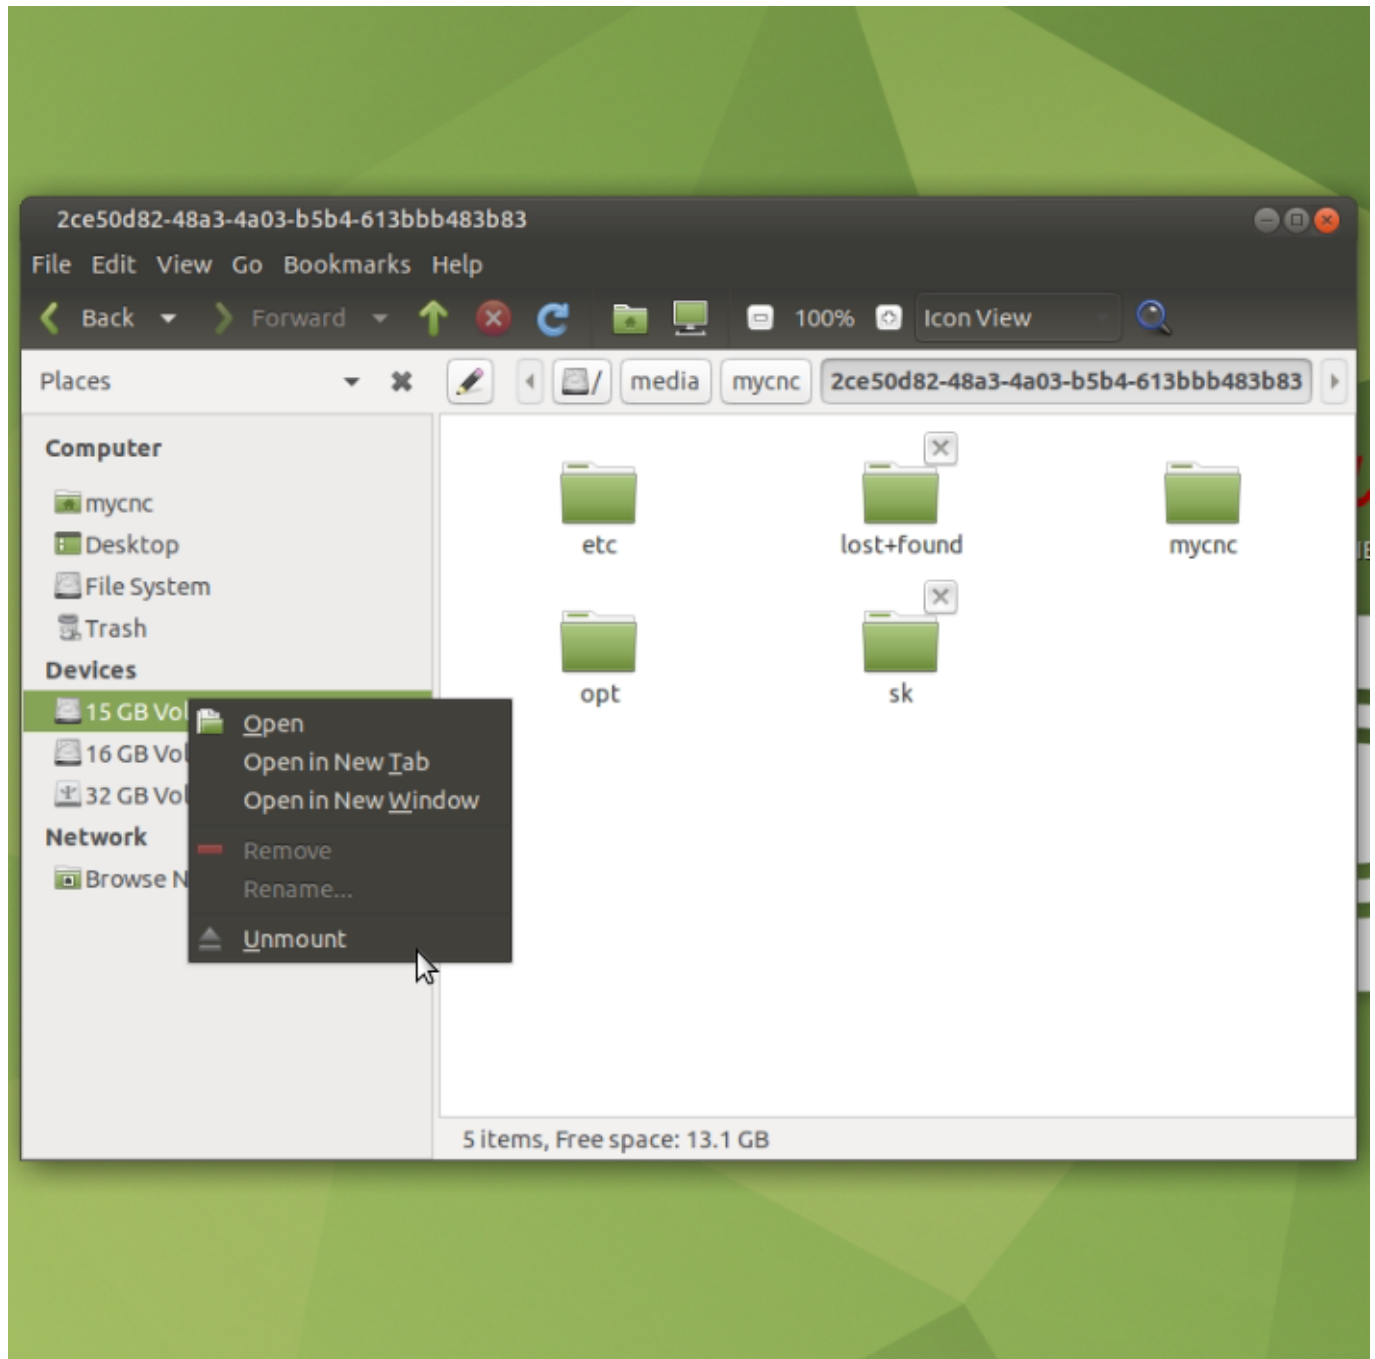 2ce50d82-48a3-4a03-b5b4-613bbb483b83
File Edit View Go Bookmarks Help
Back Forward 100% Icon View
Places
/ media mycnc 2ce50d82-48a3-4a03-b5b4-613bbb483b83
Computer
mycnc
Desktop
File System
Trash
Devices
15 GB Vol
16 GB Vol
32 GB Vol
Network
Browse N
Open
Open in New Tab
Open in New Window
Remove
Rename...
Unmount
etc
lost+found
mycnc
opt
sk
5 items, Free space: 13.1 GB